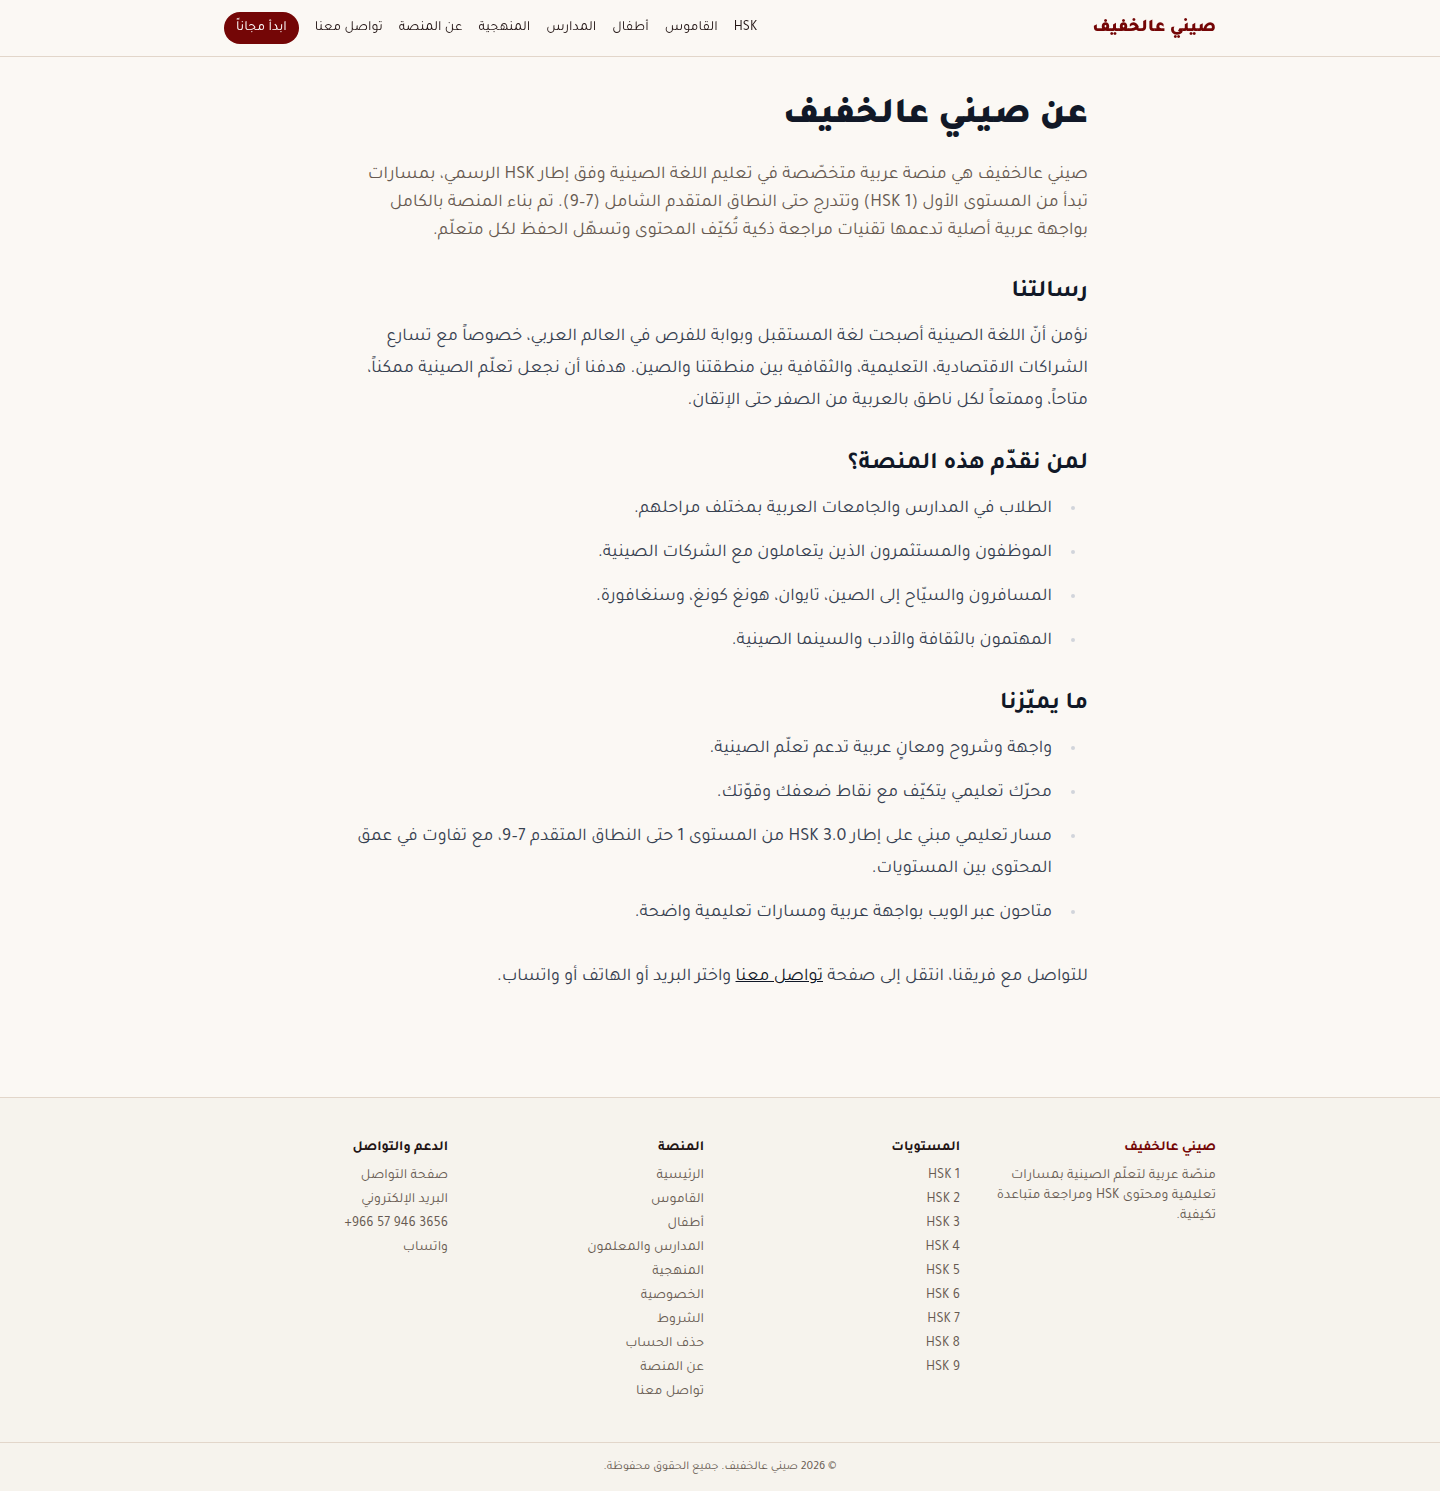 صيني عالخفيف
HSK القاموس أطفال المدارس المنهجية عن المنصة تواصل معنا ابدأ مجاناً
عن صيني عالخفيف
صيني عالخفيف هي منصة عربية متخصّصة في تعليم اللغة الصينية وفق إطار HSK الرسمي، بمسارات
تبدأ من المستوى الأول (HSK 1) وتتدرج حتى النطاق المتقدم الشامل (7–9). تم بناء المنصة بالكامل
بواجهة عربية أصلية تدعمها تقنيات مراجعة ذكية تُكيّف المحتوى وتسهّل الحفظ لكل متعلّم.
رسالتنا
نؤمن أنّ اللغة الصينية أصبحت لغة المستقبل وبوابة للفرص في العالم العربي، خصوصاً مع تسارع
الشراكات الاقتصادية، التعليمية، والثقافية بين منطقتنا والصين. هدفنا أن نجعل تعلّم الصينية ممكناً،
متاحاً، وممتعاً لكل ناطق بالعربية من الصفر حتى الإتقان.
لمن نقدّم هذه المنصة؟
الطلاب في المدارس والجامعات العربية بمختلف مراحلهم.
الموظفون والمستثمرون الذين يتعاملون مع الشركات الصينية.
المسافرون والسيّاح إلى الصين، تايوان، هونغ كونغ، وسنغافورة.
المهتمون بالثقافة والأدب والسينما الصينية.
ما يميّزنا
واجهة وشروح ومعانٍ عربية تدعم تعلّم الصينية.
محرّك تعليمي يتكيّف مع نقاط ضعفك وقوّتك.
مسار تعليمي مبني على إطار HSK 3.0 من المستوى 1 حتى النطاق المتقدم 7–9، مع تفاوت في عمق
المحتوى بين المستويات.
متاحون عبر الويب بواجهة عربية ومسارات تعليمية واضحة.
للتواصل مع فريقنا، انتقل إلى صفحة تواصل معنا واختر البريد أو الهاتف أو واتساب.
صيني عالخفيف
منصّة عربية لتعلّم الصينية بمسارات
تعليمية ومحتوى HSK ومراجعة متباعدة
تكيفية.
المستويات
HSK 1
HSK 2
HSK 3
HSK 4
HSK 5
HSK 6
HSK 7
HSK 8
HSK 9
المنصة
الرئيسية
القاموس
أطفال
المدارس والمعلمون
المنهجية
الخصوصية
الشروط
حذف الحساب
عن المنصة
تواصل معنا
الدعم والتواصل
صفحة التواصل
البريد الإلكتروني
+966 57 946 3656
واتساب
© 2026 صيني عالخفيف. جميع الحقوق محفوظة.